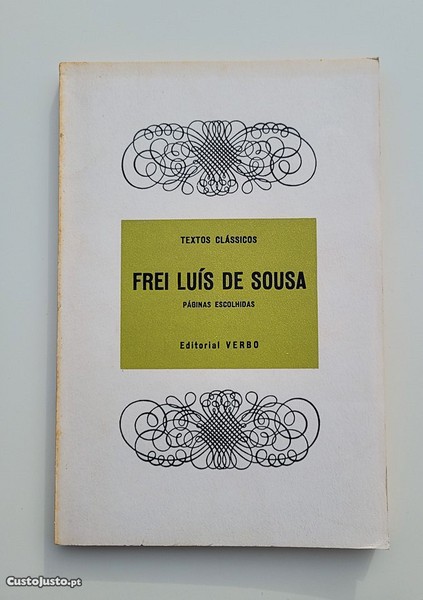 TEXTOS CLÁSSICOS
FREI LUÍS DE SOUSA
PÁGINAS ESCOLHIDAS
Editorial VERBO
CustoJusto.pt